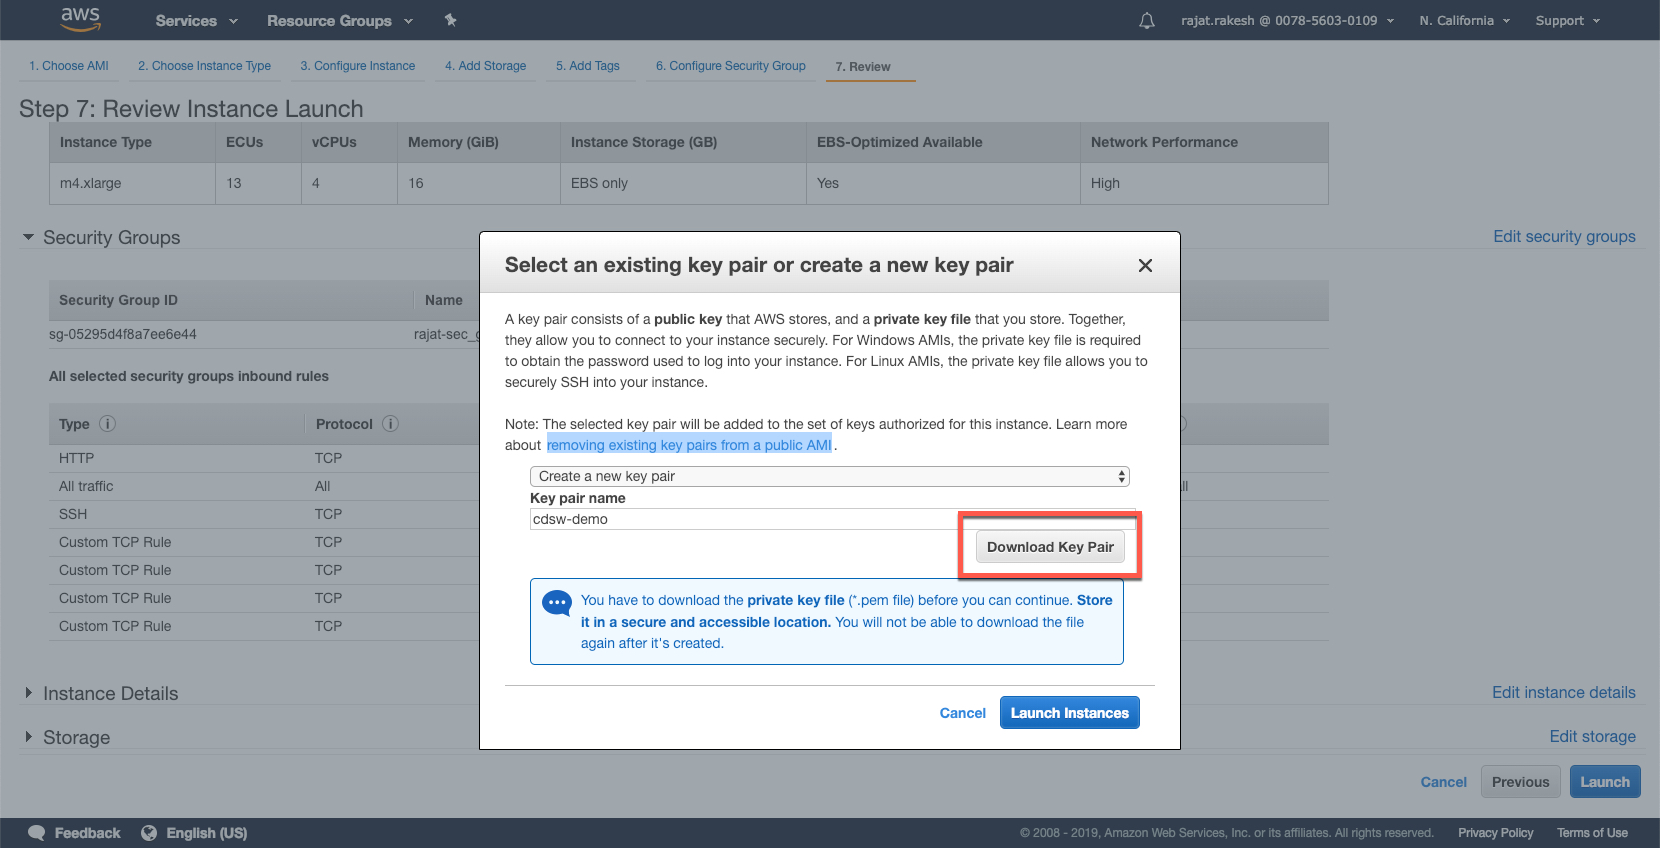 aws Services Resource Groups rajat.rakesh @ 0078-5603-0109 N. California Support
1. Choose AMI 2. Choose Instance Type 3. Configure Instance 4. Add Storage 5. Add Tags 6. Configure Security Group 7. Review
Step 7: Review Instance Launch
Instance Type ECUs vCPUs Memory (GiB) Instance Storage (GB) EBS-Optimized Available Network Performance
m4.xlarge 13 4 16 EBS only Yes High
Security Groups Edit security groups
Security Group ID Name
sg-05295d4f8a7ee6e44 rajat-sec_g
All selected security groups inbound rules
Type Protocol
HTTP TCP
All traffic All
SSH TCP
Custom TCP Rule TCP
Custom TCP Rule TCP
Custom TCP Rule TCP
Custom TCP Rule TCP
Select an existing key pair or create a new key pair
A key pair consists of a public key that AWS stores, and a private key file that you store. Together,
they allow you to connect to your instance securely. For Windows AMIs, the private key file is required
to obtain the password used to log into your instance. For Linux AMIs, the private key file allows you to
securely SSH into your instance.
Note: The selected key pair will be added to the set of keys authorized for this instance. Learn more
about removing existing key pairs from a public AMI.
Create a new key pair
Key pair name
cdsw-demo
Download Key Pair
You have to download the private key file (*.pem file) before you can continue. Store
it in a secure and accessible location. You will not be able to download the file
again after it's created.
Cancel Launch Instances
Instance Details Edit instance details
Storage Edit storage
Cancel Previous Launch
Feedback English (US) © 2008 - 2019, Amazon Web Services, Inc. or its affiliates. All rights reserved. Privacy Policy Terms of Use